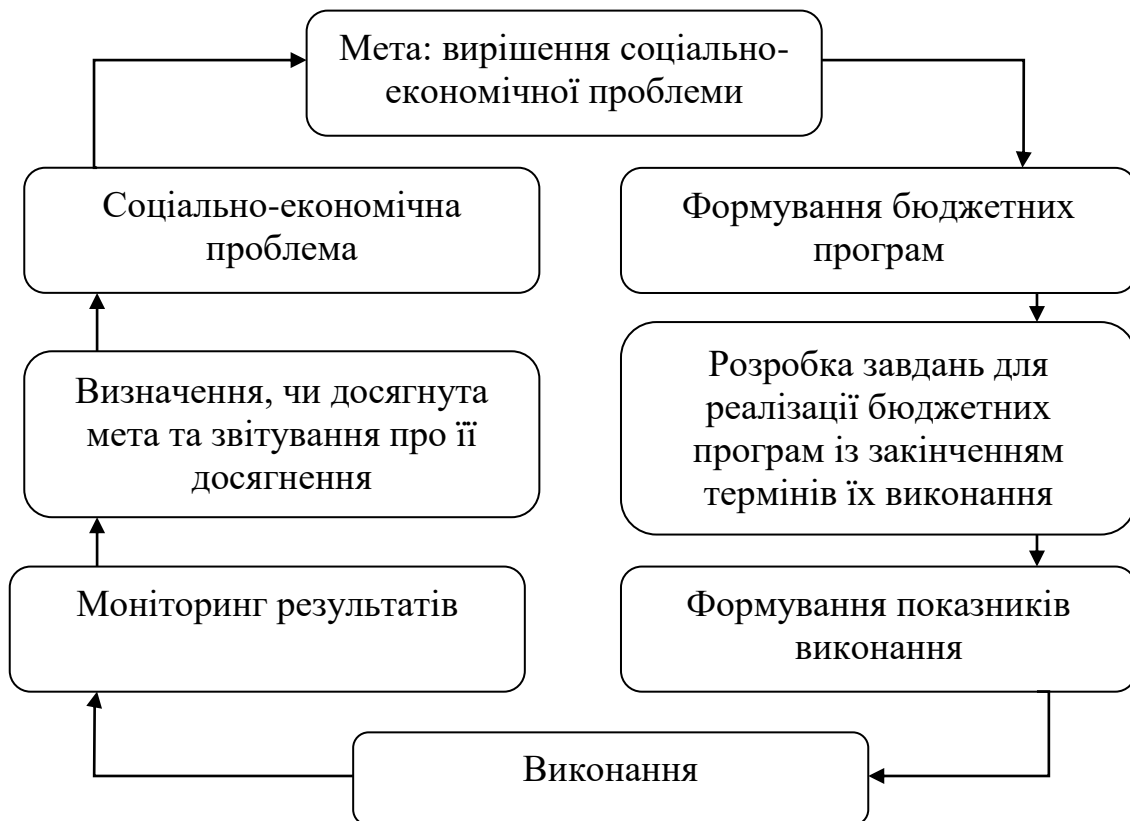 Мета: вирішення соціально-
економічної проблеми
Соціально-економічна
проблема
Формування бюджетних
програм
Визначення, чи досягнута
мета та звітування про її
досягнення
Розробка завдань для
реалізації бюджетних
програм із закінченням
термінів їх виконання
Моніторинг результатів
Формування показників
виконання
Виконання